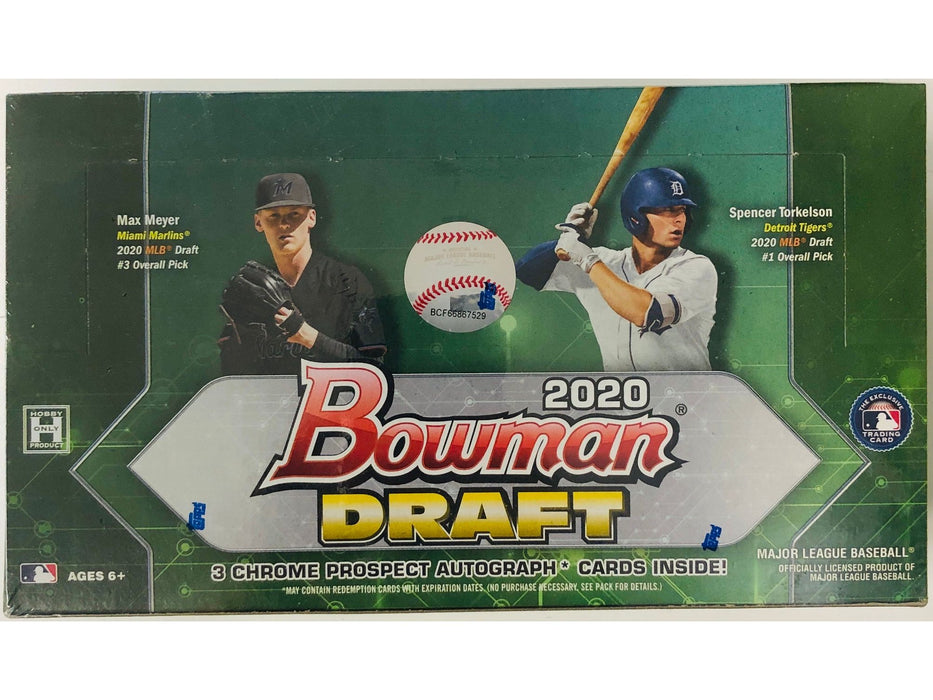 Max Meyer
Miami Marlins®
2020 MLB® Draft
#3 Overall Pick
M
MAJOR LEAGUE BASEBALL
BCF66867529
D
Spencer Torkelson
Detroit Tigers®
2020 MLB® Draft
#1 Overall Pick
HOBBY
ONLY
H
PRODUCT
2020
Bowman®
DRAFT
THE EXCLUSIVE
TRADING
CARD
AGES 6+
3 CHROME PROSPECT AUTOGRAPH* CARDS INSIDE!
*MAY CONTAIN REDEMPTION CARDS WITH EXPIRATION DATES. (NO PURCHASE NECESSARY. SEE PACK FOR DETAILS.)
MAJOR LEAGUE BASEBALL®
OFFICIALLY LICENSED PRODUCT OF
MAJOR LEAGUE BASEBALL.